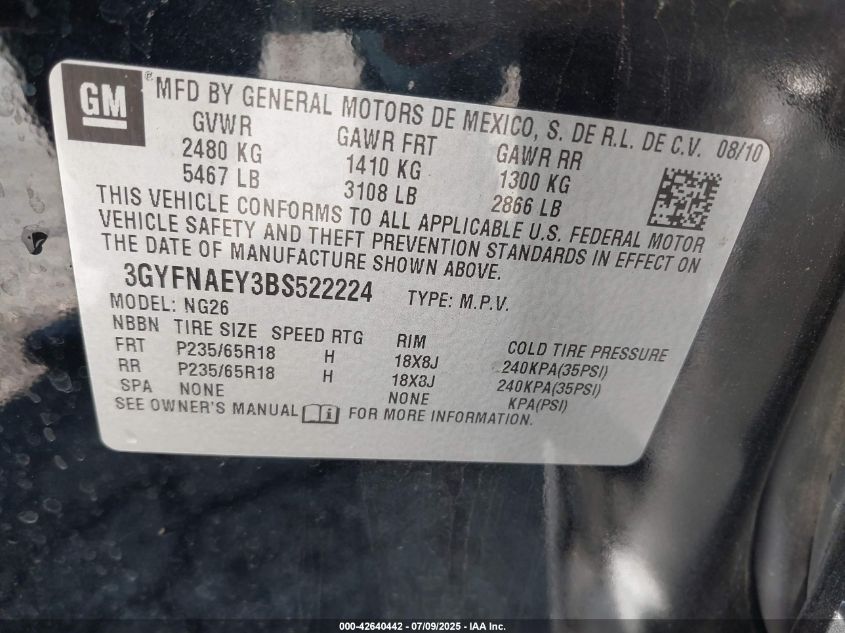 GM ® MFD BY GENERAL MOTORS DE MEXICO, S. DE R.L. DE C.V. 08/10
GVWR GAWR FRT GAWR RR
2480 KG 1410 KG 1300 KG
5467 LB 3108 LB 2866 LB
THIS VEHICLE CONFORMS TO ALL APPLICABLE U.S. FEDERAL MOTOR
VEHICLE SAFETY AND THEFT PREVENTION STANDARDS IN EFFECT ON
THE DATE OF MANUFACTURE SHOWN ABOVE.
3GYFNAEY3BS522224 TYPE: M.P.V.
MODEL: NG26
NBBN TIRE SIZE SPEED RTG RIM COLD TIRE PRESSURE
FRT P235/65R18 H 18X8J 240KPA(35PSI)
RR P235/65R18 H 18X8J 240KPA(35PSI)
SPA NONE NONE KPA(PSI)
SEE OWNER'S MANUAL i FOR MORE INFORMATION.
000-42640442 - 07/09/2025 - IAA Inc.